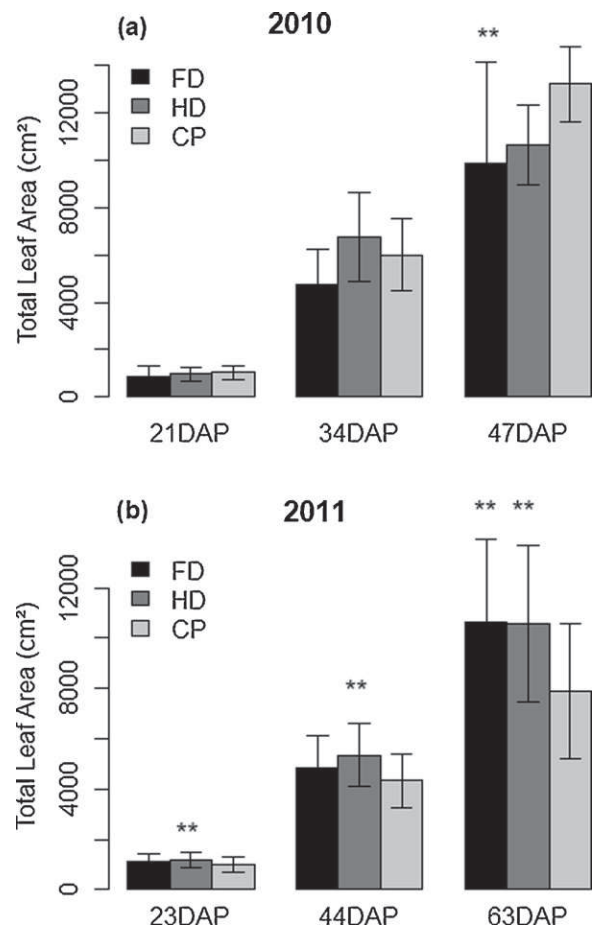 (a) 2010
**
FD
HD
CP
Total Leaf Area (cm²)
0 4000 8000 12000
21DAP 34DAP 47DAP
(b) 2011
** **
FD
HD
CP
**
**
Total Leaf Area (cm²)
0 4000 8000 12000
23DAP 44DAP 63DAP